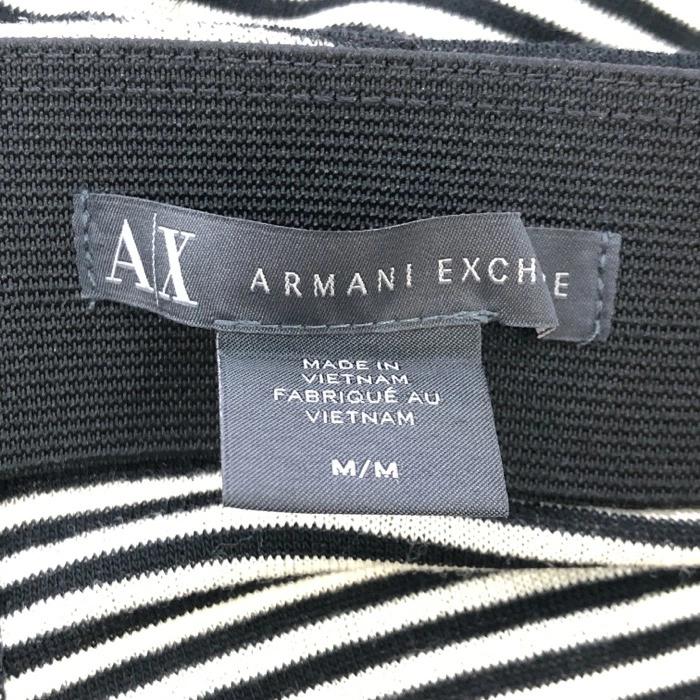 A|X ARMANI EXCH E
MADE IN
VIETNAM
FABRIQUÉ AU
VIETNAM
M/M